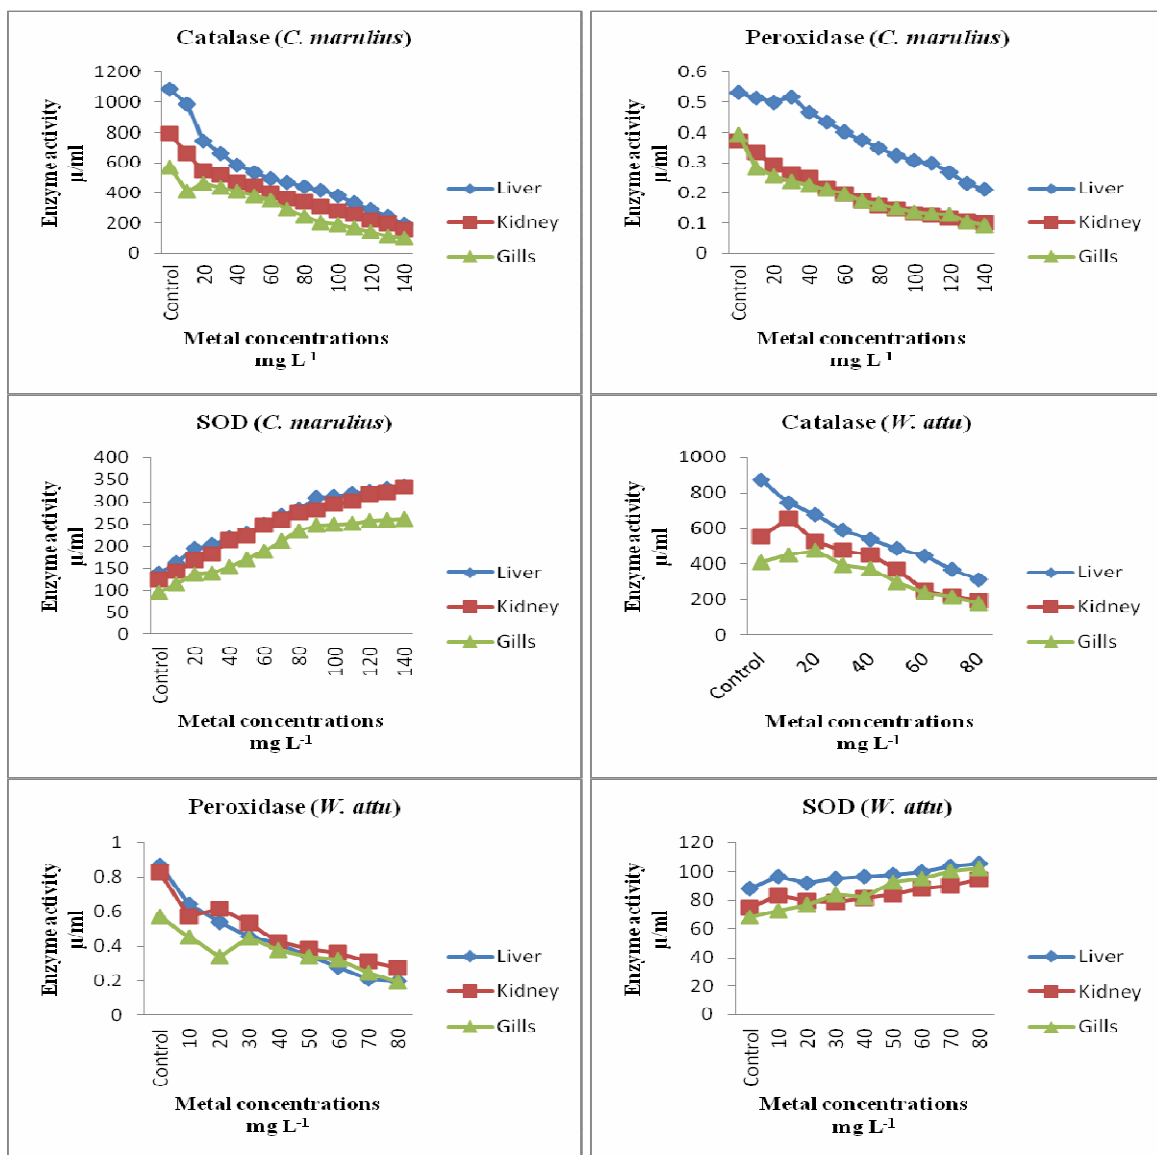 Catalase (C. marulius)
Enzyme activity
µ/ml
1200
1000
800
600
400
200
0
Control
20
40
60
80
100
120
140
Metal concentrations
mg L-1
Liver
Kidney
Gills
Peroxidase (C. marulius)
Enzyme activity
µ/ml
0.6
0.5
0.4
0.3
0.2
0.1
0
Control
20
40
60
80
100
120
140
Metal concentrations
mg L-1
Liver
Kidney
Gills
SOD (C. marulius)
Enzyme activity
µ/ml
400
350
300
250
200
150
100
50
0
Control
20
40
60
80
100
120
140
Metal concentrations
mg L-1
Liver
Kidney
Gills
Catalase (W. attu)
Enzyme activity
µ/ml
1000
800
600
400
200
0
Control
20
40
60
80
Metal concentrations
mg L-1
Liver
Kidney
Gills
Peroxidase (W. attu)
Enzyme activity
µ/ml
1
0.8
0.6
0.4
0.2
0
Control
10
20
30
40
50
60
70
80
Metal concentrations
mg L-1
Liver
Kidney
Gills
SOD (W. attu)
Enzyme activity
µ/ml
120
100
80
60
40
20
0
Control
10
20
30
40
50
60
70
80
Metal concentrations
mg L-1
Liver
Kidney
Gills